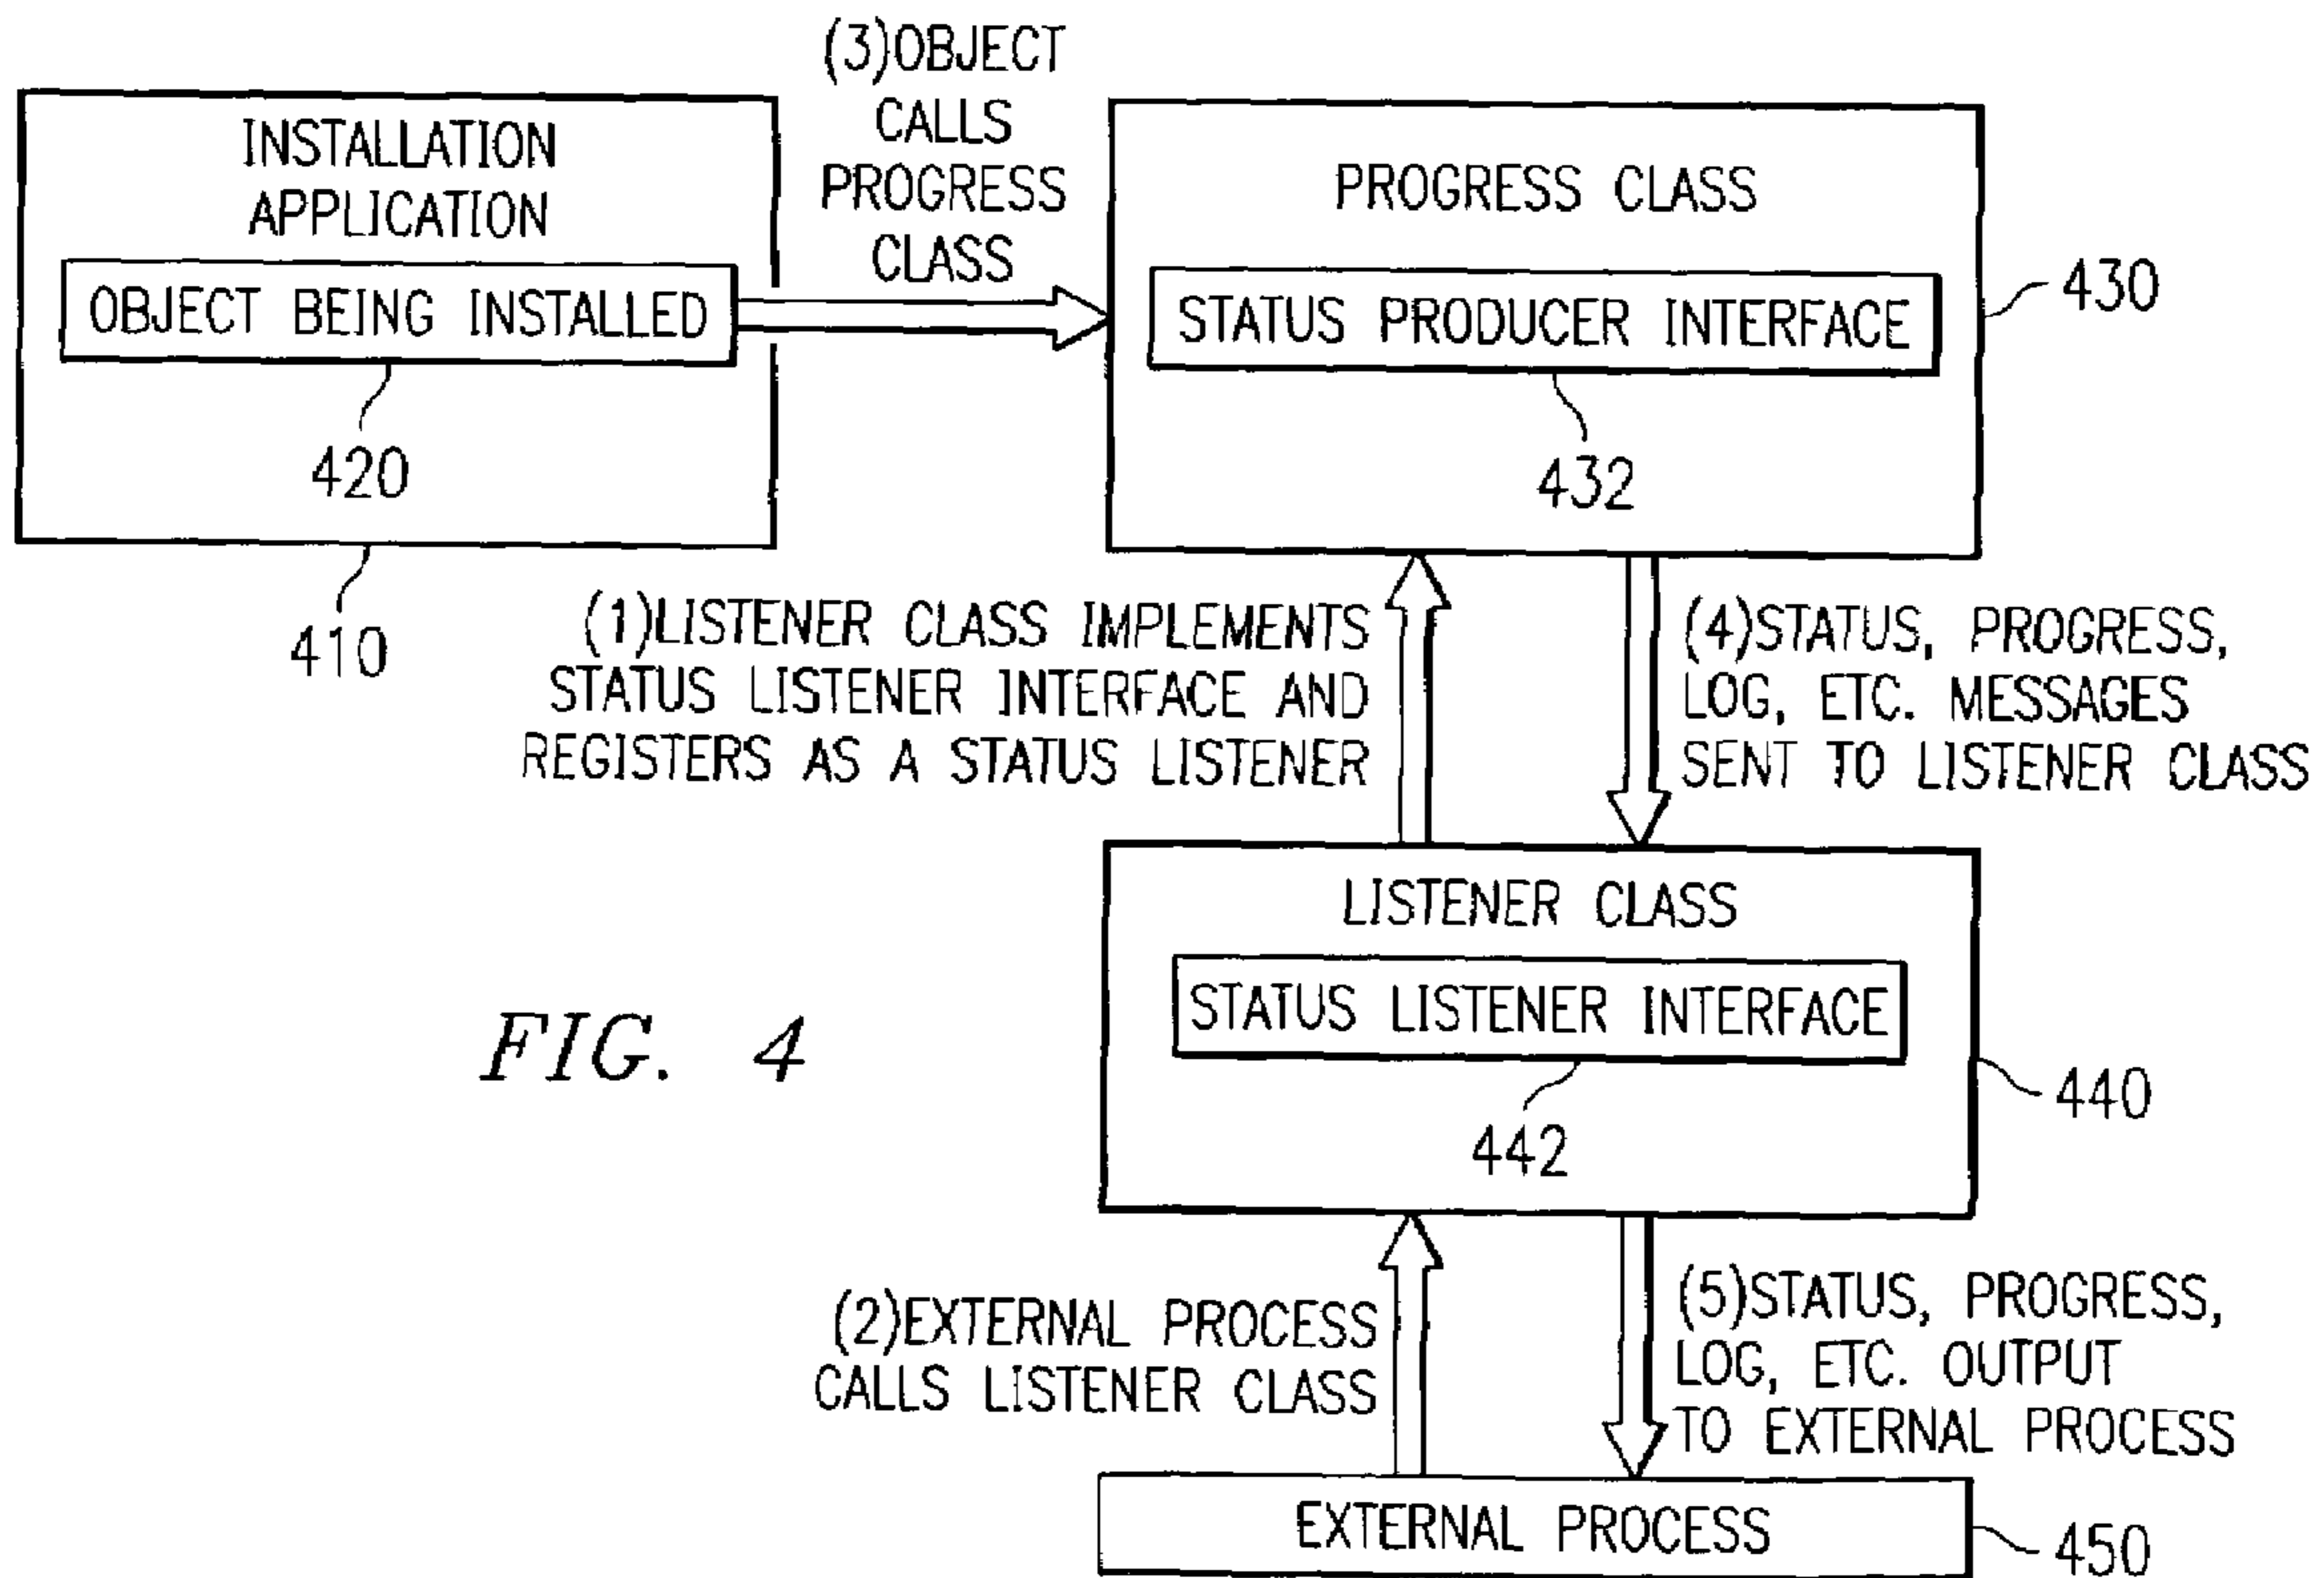 (3)OBJECT
CALLS
PROGRESS
CLASS
INSTALLATION
APPLICATION
OBJECT BEING INSTALLED
420
410
PROGRESS CLASS
STATUS PRODUCER INTERFACE
430
432
(1)LISTENER CLASS IMPLEMENTS
STATUS LISTENER INTERFACE AND
REGISTERS AS A STATUS LISTENER
(4)STATUS, PROGRESS,
LOG, ETC. MESSAGES
SENT TO LISTENER CLASS
LISTENER CLASS
STATUS LISTENER INTERFACE
440
442
FIG. 4
(2)EXTERNAL PROCESS
CALLS LISTENER CLASS
(5)STATUS, PROGRESS,
LOG, ETC. OUTPUT
TO EXTERNAL PROCESS
EXTERNAL PROCESS
450